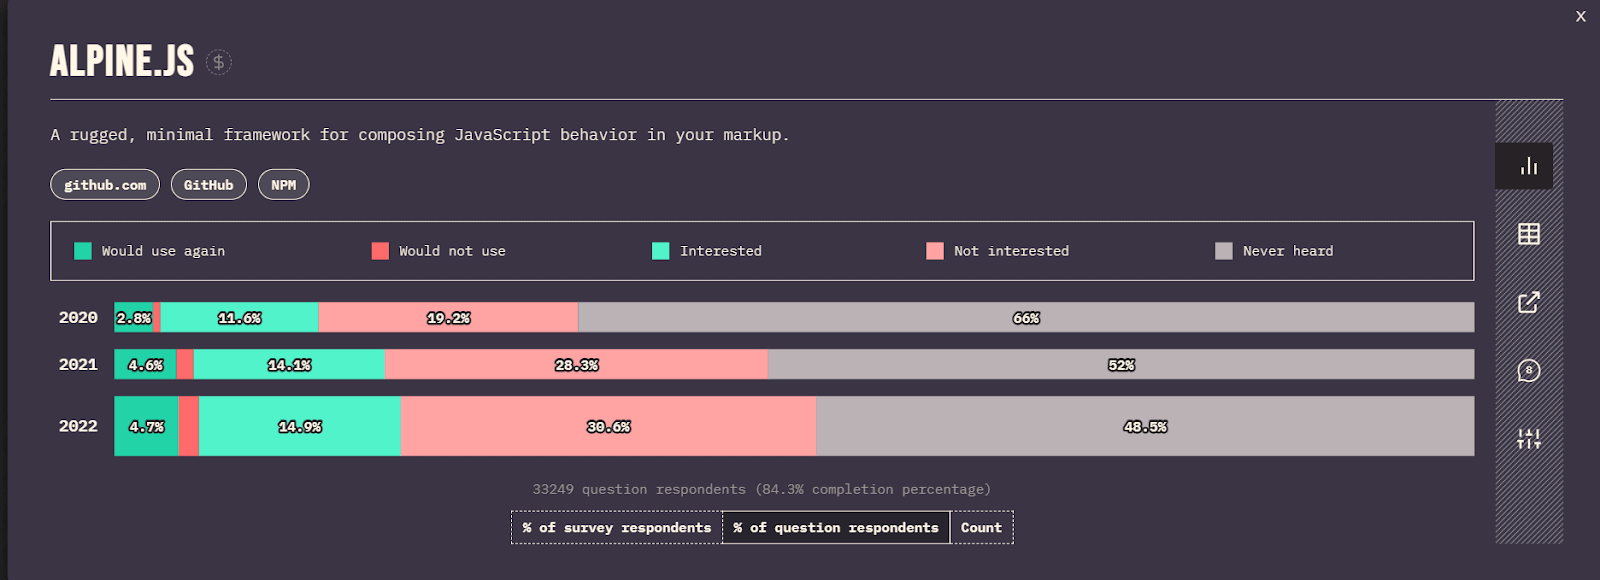 X
ALPINE.JS $
A rugged, minimal framework for composing JavaScript behavior in your markup.
github.com GitHub NPM
Would use again Would not use Interested Not interested Never heard
2020 2.8% 11.6% 19.2% 66%
2021 4.6% 14.1% 28.3% 52%
2022 4.7% 14.9% 30.6% 48.5%
8
33249 question respondents (84.3% completion percentage)
% of survey respondents % of question respondents Count